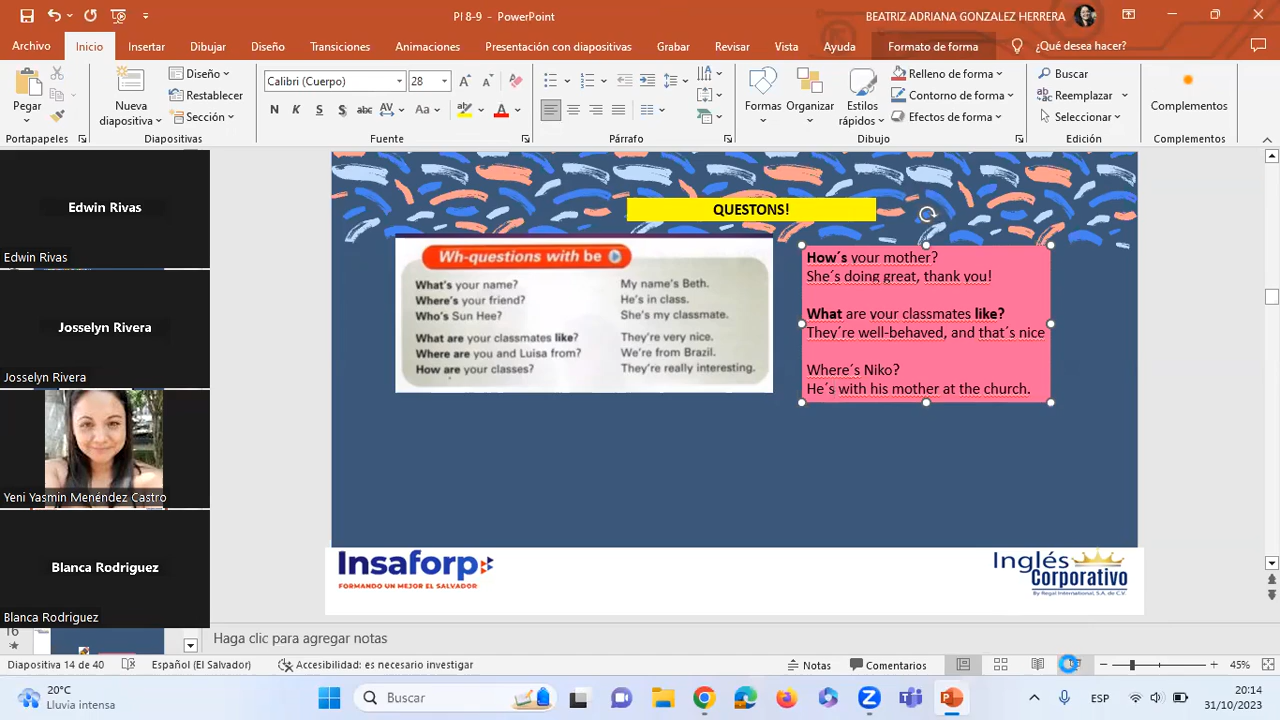 PI 8-9 - PowerPoint
BEATRIZ ADRIANA GONZALEZ HERRERA
Archivo Inicio Insertar Dibujar Diseño Transiciones Animaciones Presentación con diapositivas Grabar Revisar Vista Ayuda Formato de forma ¿Qué desea hacer?
Pegar
Portapapeles
Nueva diapositiva
Diseño
Restablecer
Sección
Diapositivas
Calibri (Cuerpo) 28
N K S S abc AV Aa A
Fuente
Párrafo
Formas
Organizar
Estilos rápidos
Relleno de forma
Contorno de forma
Efectos de forma
Dibujo
Buscar
Reemplazar
Seleccionar
Edición
Complementos
Complementos
Edwin Rivas
Edwin Rivas
Josselyn Rivera
Josselyn Rivera
Yeni Yasmin Menéndez Castro
Blanca Rodriguez
Blanca Rodriguez
QUESTONS!
Wh-questions with be
What's your name? My name's Beth.
Where's your friend? He's in class.
Who's Sun Hee? She's my classmate.
What are your classmates like? They're very nice.
Where are you and Luisa from? We're from Brazil.
How are your classes? They're really interesting.
How´s your mother?
She´s doing great, thank you!
What are your classmates like?
They´re well-behaved, and that´s nice
Where´s Niko?
He´s with his mother at the church.
Insaforp
FORMANDO UN MEJOR EL SALVADOR
Inglés
Corporativo
By Regal International, S.A. de C.V.
16
Haga clic para agregar notas
Diapositiva 14 de 40 Español (El Salvador) Accesibilidad: es necesario investigar Notas Comentarios 45%
20°C
Lluvia intensa
Buscar
ESP
20:14
31/10/2023